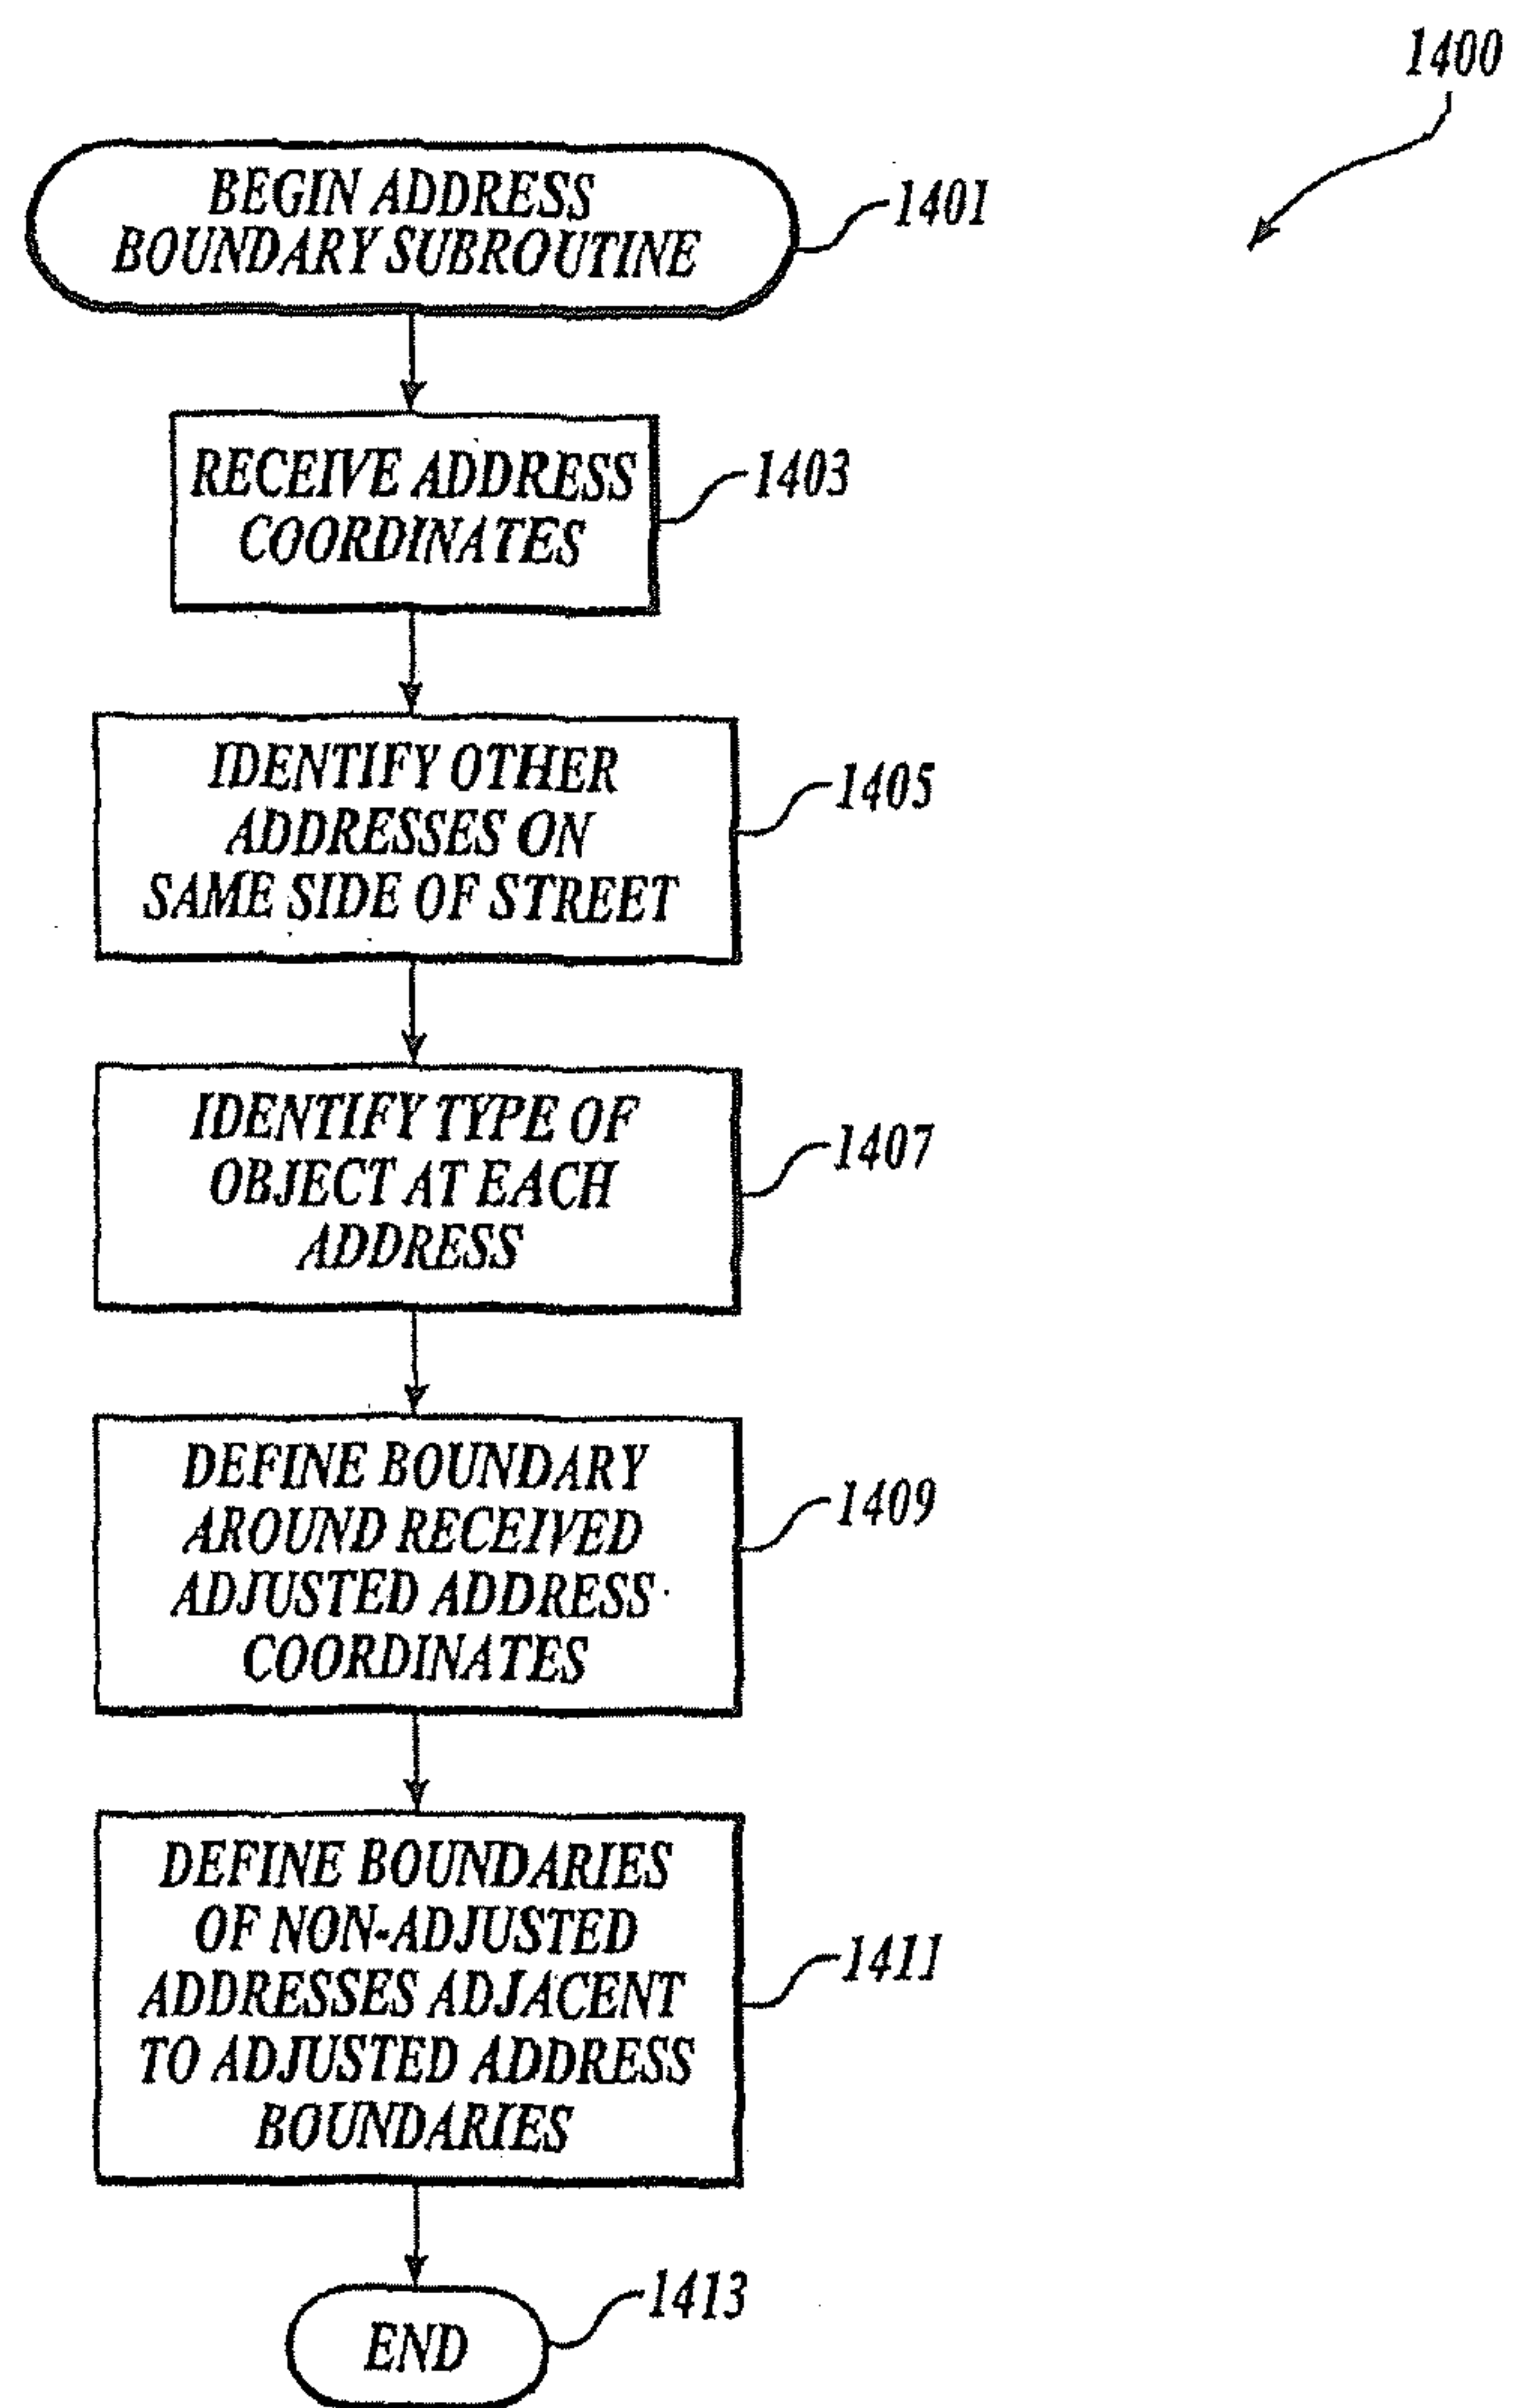 1400
BEGIN ADDRESS
BOUNDARY SUBROUTINE
1401
RECEIVE ADDRESS
COORDINATES
1403
IDENTIFY OTHER
ADDRESSES ON
SAME SIDE OF STREET
1405
IDENTIFY TYPE OF
OBJECT AT EACH
ADDRESS
1407
DEFINE BOUNDARY
AROUND RECEIVED
ADJUSTED ADDRESS
COORDINATES
1409
DEFINE BOUNDARIES
OF NON-ADJUSTED
ADDRESSES ADJACENT
TO ADJUSTED ADDRESS
BOUNDARIES
1411
END
1413